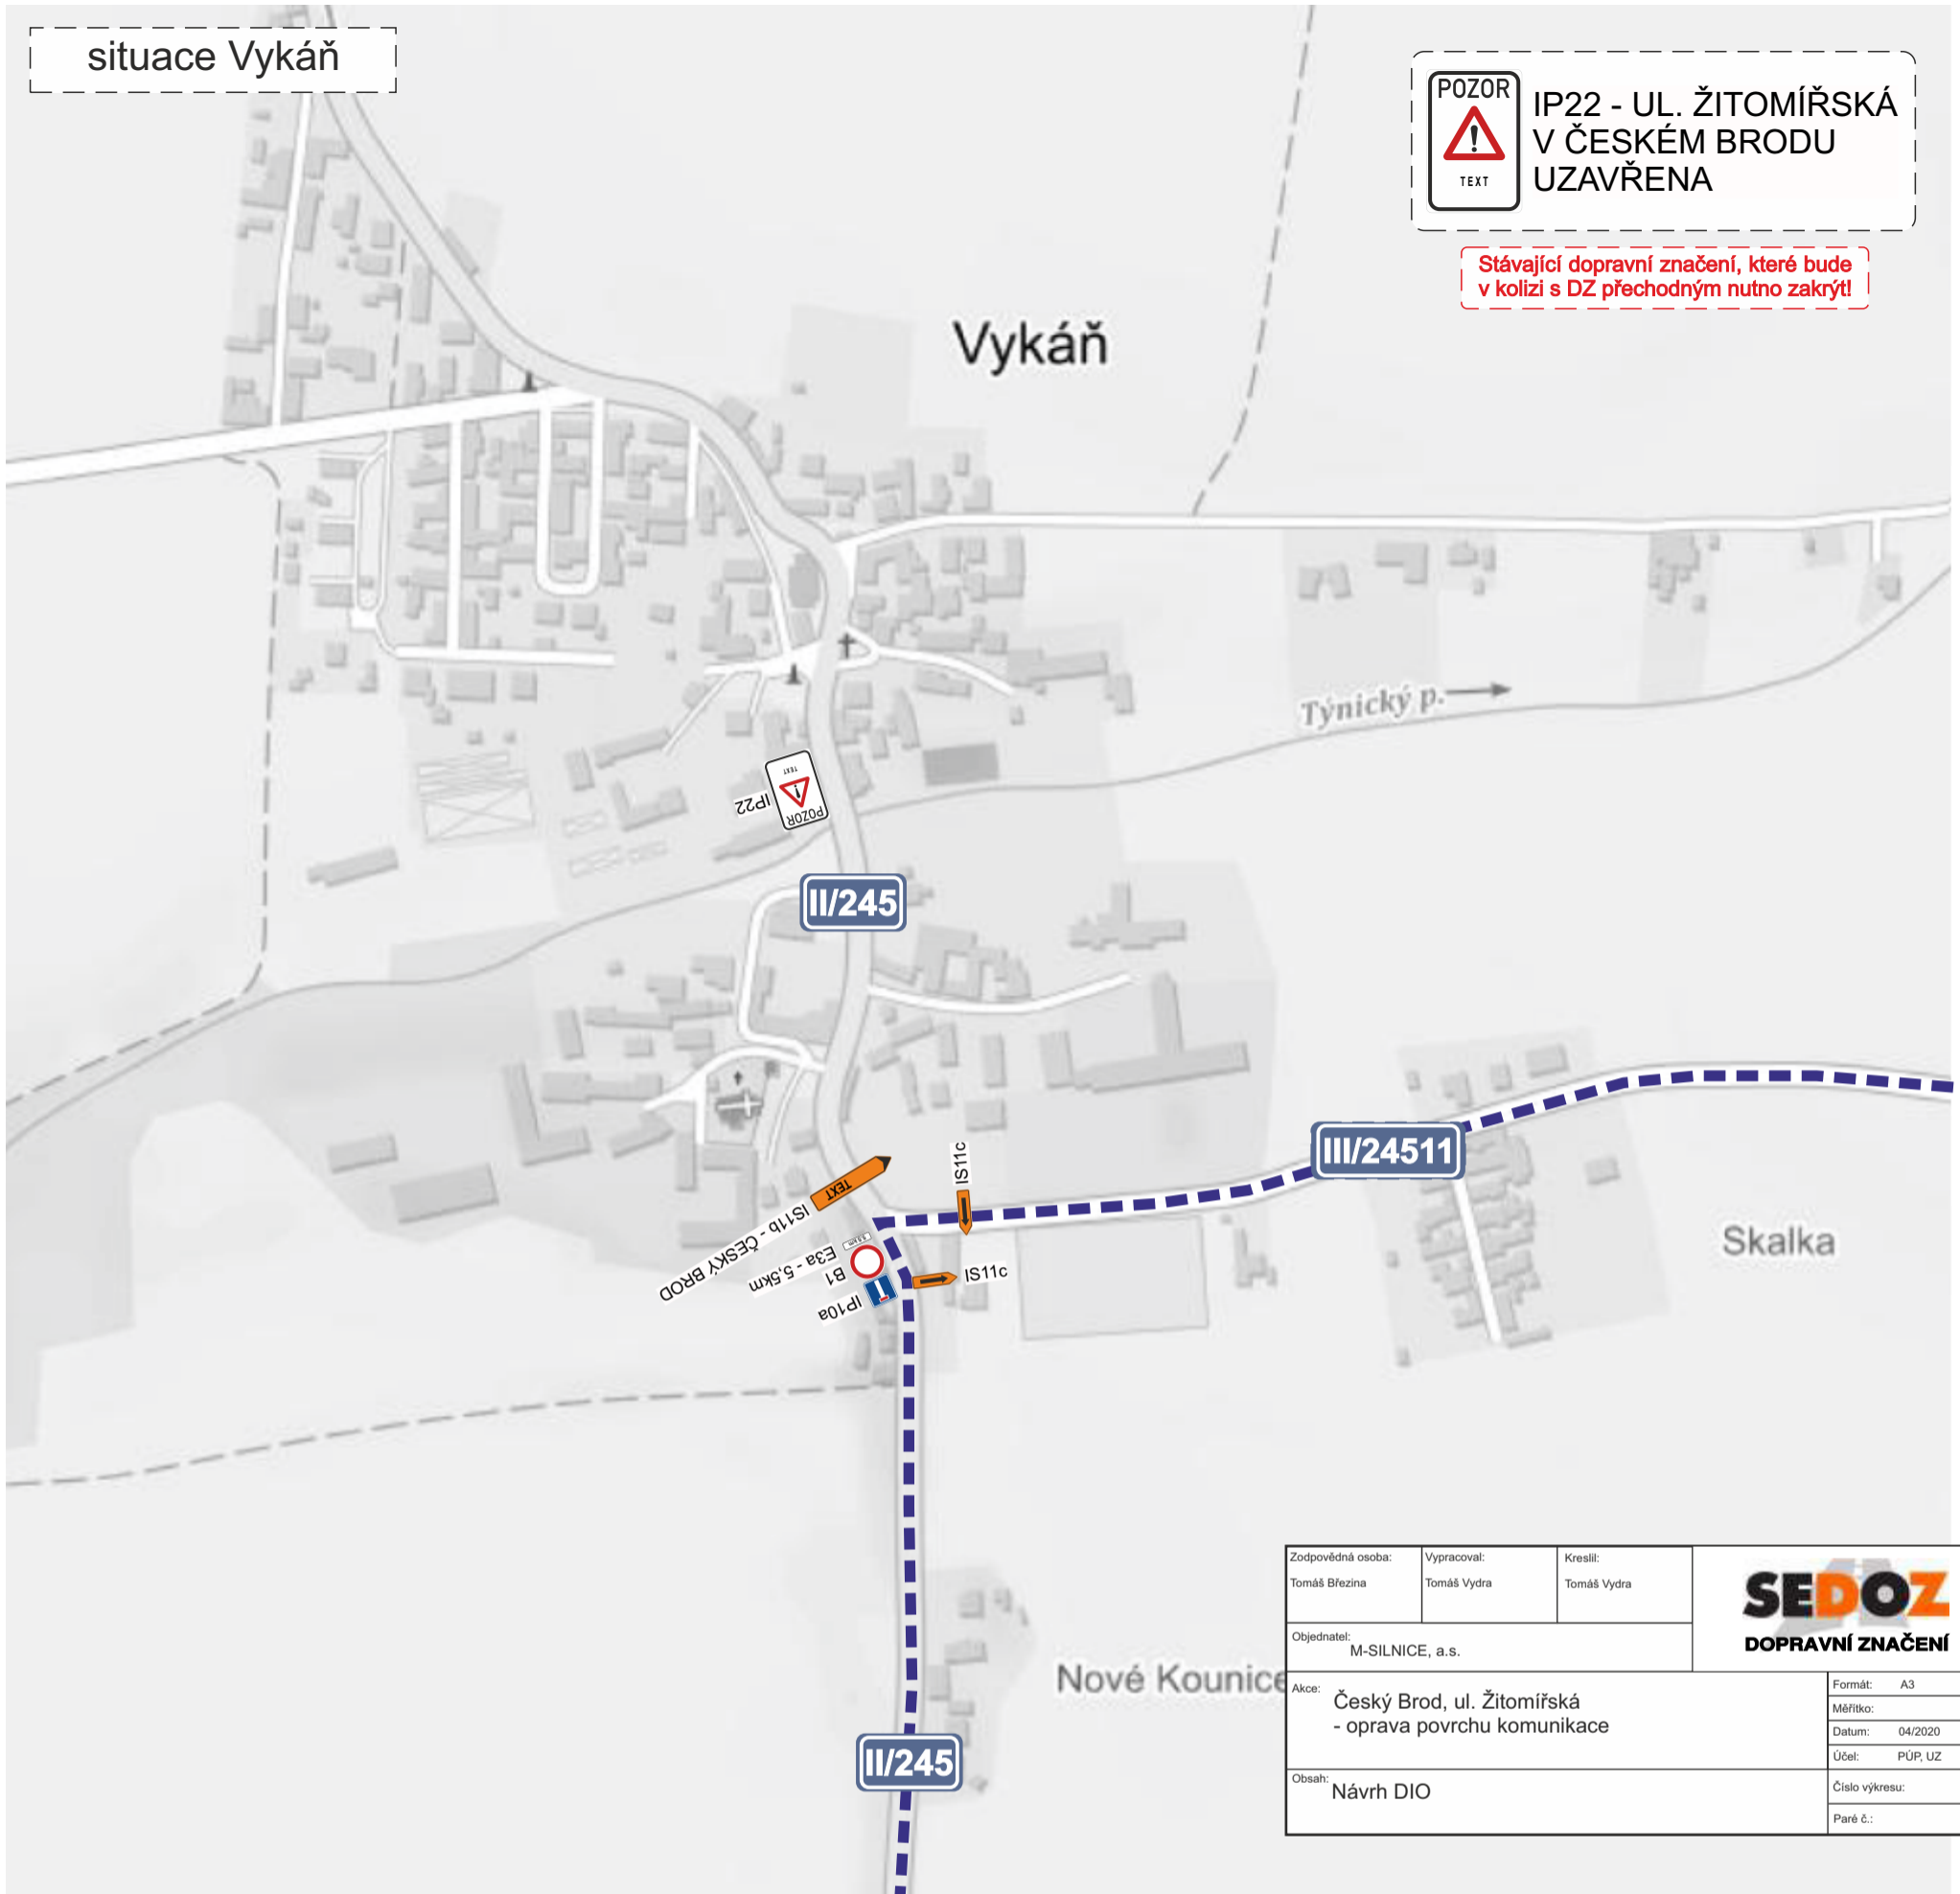 situace Vykáň
POZOR
TEXT
IP22 - UL. ŽITOMÍŘSKÁ
V ČESKÉM BRODU
UZAVŘENA
Stávající dopravní značení, které bude
v kolizi s DZ přechodným nutno zakrýt!
Vykáň
Týnický p.
TEXT
POZOR
IP22
II/245
III/24511
IS11c
TEXT
IS11b - ČESKÝ BROD
E3a - 5,5km
B1
IP10a
IS11c
Skalka
Nové Kounice
II/245
Zodpovědná osoba:
Tomáš Březina
Vypracoval:
Tomáš Vydra
Kreslil:
Tomáš Vydra
SEDOZ
DOPRAVNÍ ZNAČENÍ
Objednatel:
M-SILNICE, a.s.
Akce:
Český Brod, ul. Žitomířská
- oprava povrchu komunikace
Formát: A3
Měřítko:
Datum: 04/2020
Účel: PÚP, UZ
Obsah:
Návrh DIO
Číslo výkresu:
Paré č.: